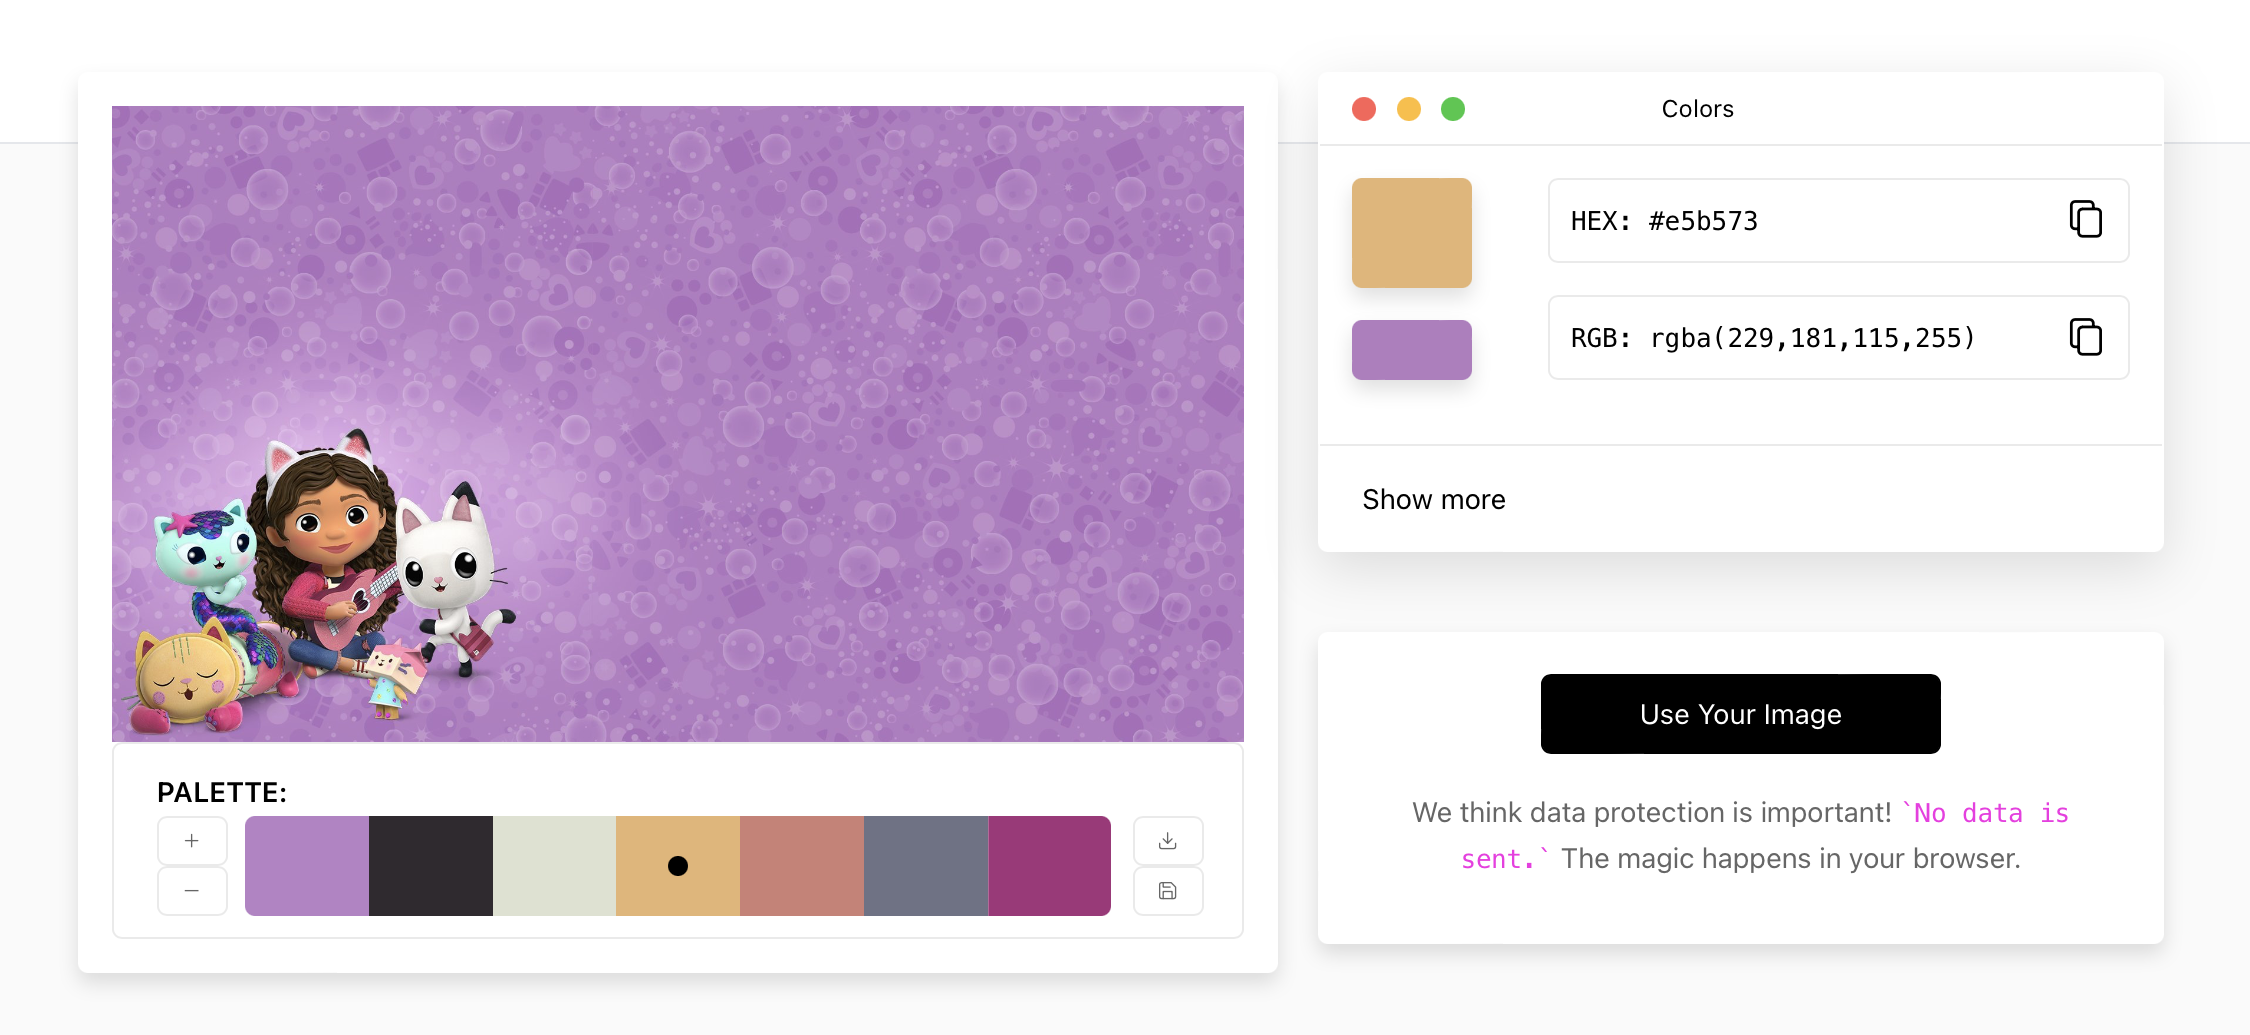 Colors
HEX: #e5b573
RGB: rgba(229,181,115,255)
Show more
PALETTE:
Use Your Image
We think data protection is important! `No data is
sent.` The magic happens in your browser.